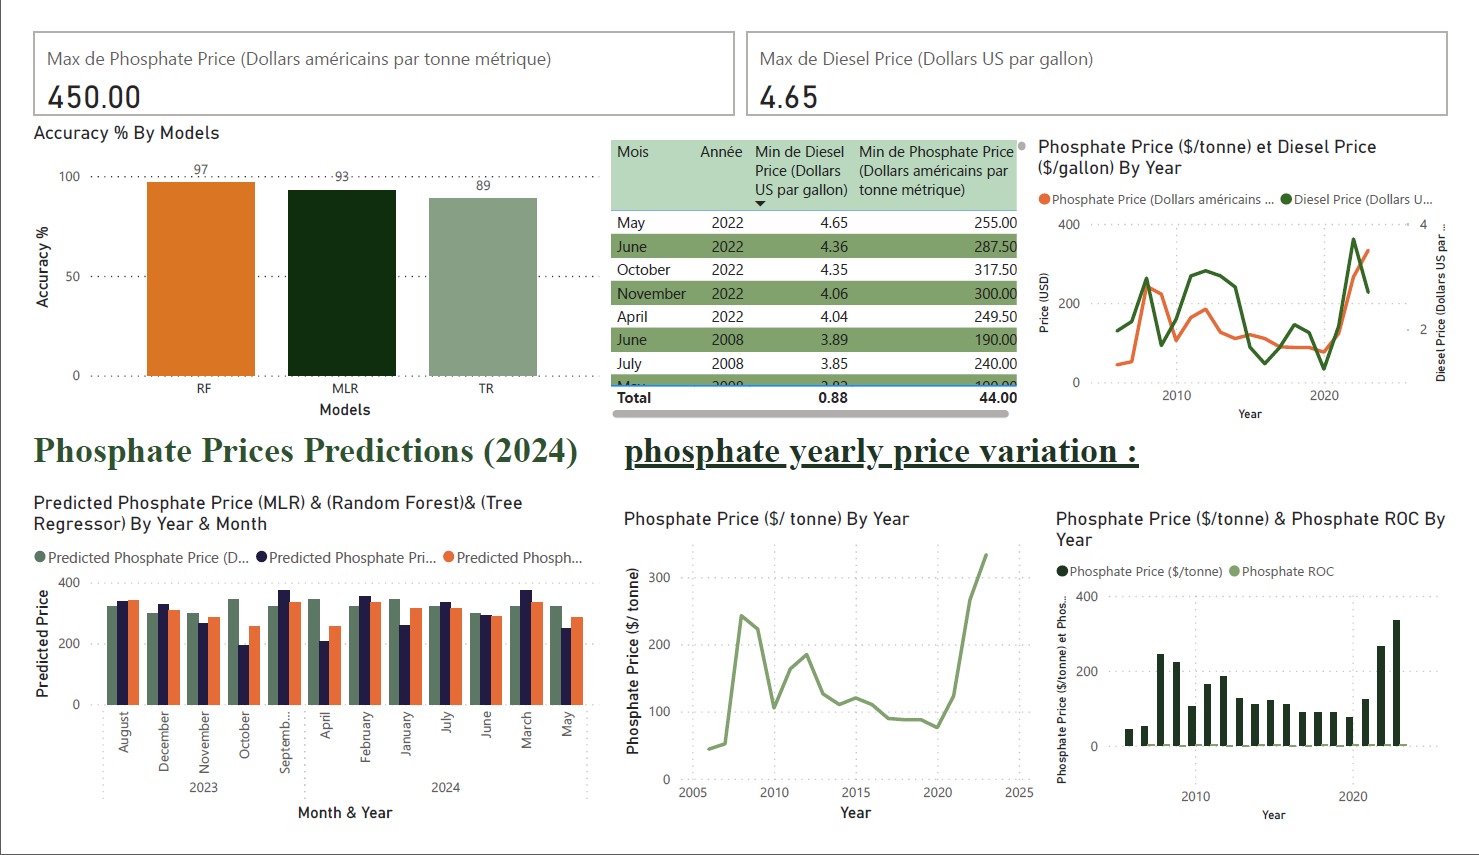 Max de Phosphate Price (Dollars américains par tonne métrique)
450.00
Max de Diesel Price (Dollars US par gallon)
4.65
Accuracy % By Models
Accuracy %
100
50
0
97
93
89
RF
MLR
TR
Models
Mois Année Min de Diesel Price (Dollars US par gallon) Min de Phosphate Price (Dollars américains par tonne métrique)
May 2022 4.65 255.00
June 2022 4.36 287.50
October 2022 4.35 317.50
November 2022 4.06 300.00
April 2022 4.04 249.50
June 2008 3.89 190.00
July 2008 3.85 240.00
Total 0.88 44.00
Phosphate Price ($/tonne) et Diesel Price
($/gallon) By Year
Phosphate Price (Dollars américains ...
Diesel Price (Dollars U...
Price (USD)
400
200
0
4
2
Diesel Price (Dollars US par ...
2010
2020
Year
Phosphate Prices Predictions (2024)
phosphate yearly price variation :
Predicted Phosphate Price (MLR) & (Random Forest)& (Tree
Regressor) By Year & Month
Predicted Phosphate Price (D...
Predicted Phosphate Pri...
Predicted Phosph...
Predicted Price
400
200
0
August
December
November
October
Septemb...
April
February
January
July
June
March
May
2023
2024
Month & Year
Phosphate Price ($/ tonne) By Year
Phosphate Price ($/ tonne)
300
200
100
0
2005
2010
2015
2020
2025
Year
Phosphate Price ($/tonne) & Phosphate ROC By
Year
Phosphate Price ($/tonne)
Phosphate ROC
Phosphate Price ($/tonne) et Phos...
400
200
0
2010
2020
Year